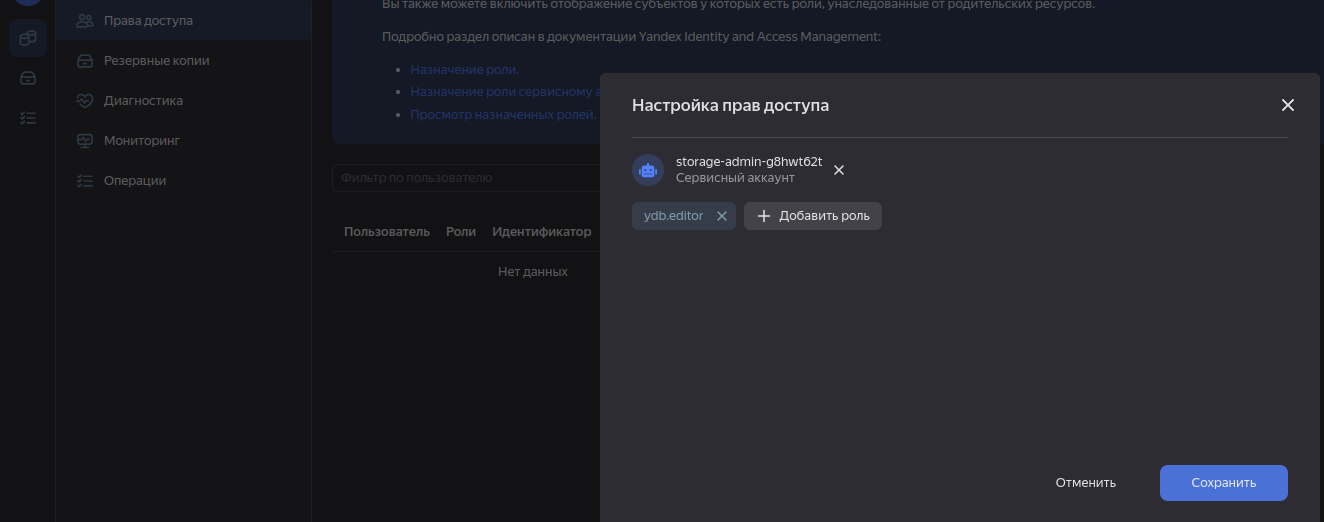 Вы также можете включить отображение субъектов у которых есть роли, унаследованные от родительских ресурсов.
Подробно раздел описан в документации Yandex Identity and Access Management:
Назначение роли.
Назначение роли сервисному а
Просмотр назначенных ролей.
Права доступа
Резервные копии
Диагностика
Мониторинг
Операции
Фильтр по пользователю
Пользователь Роли Идентификатор
Нет данных
Настройка прав доступа
storage-admin-g8hwt62t
Сервисный аккаунт
ydb.editor
Добавить роль
Отменить
Сохранить